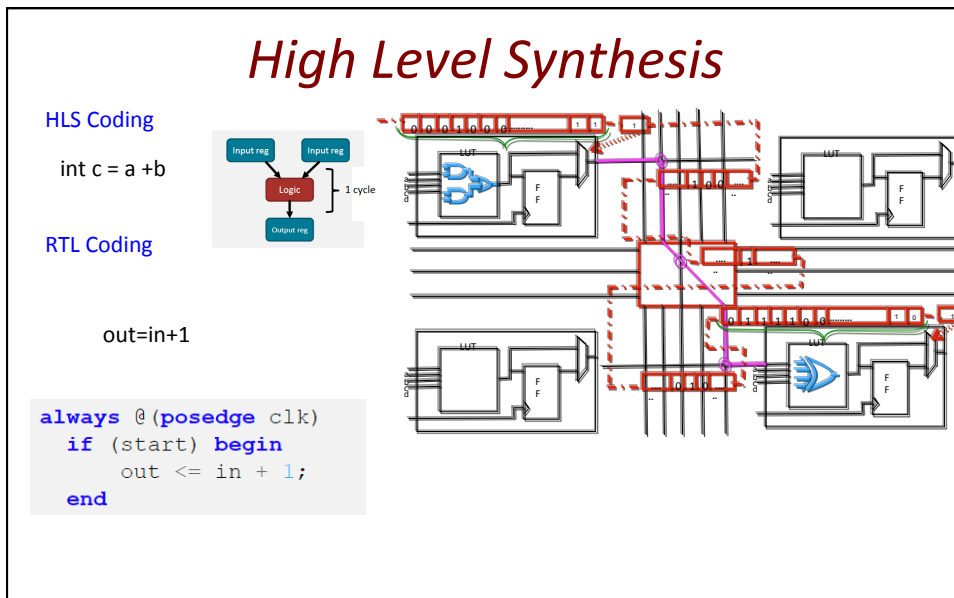 High Level Synthesis
HLS Coding
int c = a +b
Input reg
Input reg
Logic
1 cycle
Output reg
RTL Coding
out=in+1
always @(posedge clk)
if (start) begin
out <= in + 1;
end
0 0 0 1 0 0 0 ......... 1 1
1
LUT
F
F
LUT
F
F
.... 1 0 0 ....
..
..
.... 1 ....
..
..
0 1 1 1 1 0 0 ......... 1 0
1
LUT
F
F
LUT
F
F
.... 0 1 0 ....
..
..